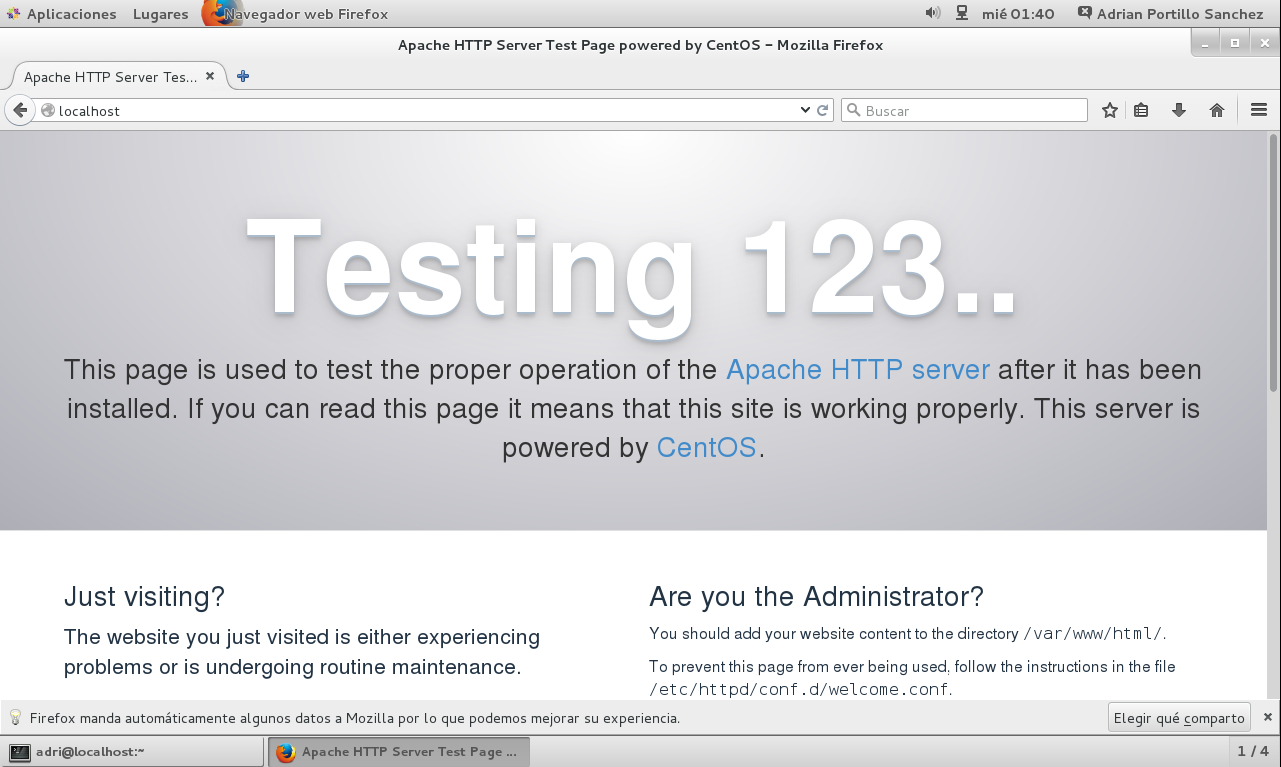 Aplicaciones Lugares Navegador web Firefox mié 01:40 Adrian Portillo Sanchez
Apache HTTP Server Test Page powered by CentOS - Mozilla Firefox
Apache HTTP Server Tes...
localhost
Buscar
Testing 123..
This page is used to test the proper operation of the Apache HTTP server after it has been
installed. If you can read this page it means that this site is working properly. This server is
powered by CentOS.
Just visiting?
The website you just visited is either experiencing
problems or is undergoing routine maintenance.
Are you the Administrator?
You should add your website content to the directory /var/www/html/.
To prevent this page from ever being used, follow the instructions in the file
/etc/httpd/conf.d/welcome.conf.
Firefox manda automáticamente algunos datos a Mozilla por lo que podemos mejorar su experiencia.
Elegir qué comparto
adri@localhost:~
Apache HTTP Server Test Page ...
1 / 4